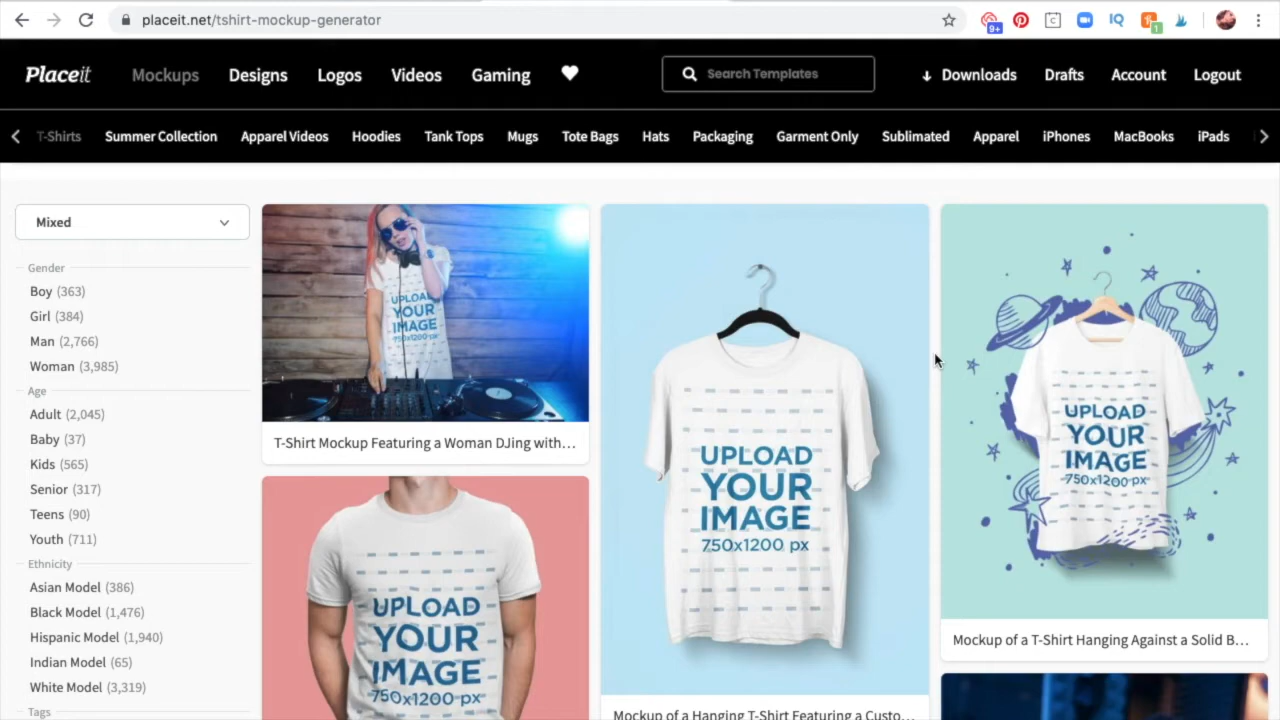 placeit.net/tshirt-mockup-generator
9+
IQ
1
Placeit
Mockups
Designs
Logos
Videos
Gaming
Search Templates
Downloads
Drafts
Account
Logout
T-Shirts
Summer Collection
Apparel Videos
Hoodies
Tank Tops
Mugs
Tote Bags
Hats
Packaging
Garment Only
Sublimated
Apparel
iPhones
MacBooks
iPads
Mixed
Gender
Boy (363)
Girl (384)
Man (2,766)
Woman (3,985)
Age
Adult (2,045)
Baby (37)
Kids (565)
Senior (317)
Teens (90)
Youth (711)
Ethnicity
Asian Model (386)
Black Model (1,476)
Hispanic Model (1,940)
Indian Model (65)
White Model (3,319)
Tags
UPLOAD
YOUR
IMAGE
750x1200 px
T-Shirt Mockup Featuring a Woman DJing with…
UPLOAD
YOUR
IMAGE
750x1200 px
UPLOAD
YOUR
IMAGE
750x1200 px
Mockup of a Hanging T-Shirt Featuring a Custo…
UPLOAD
YOUR
IMAGE
750x1200 px
Mockup of a T-Shirt Hanging Against a Solid B…